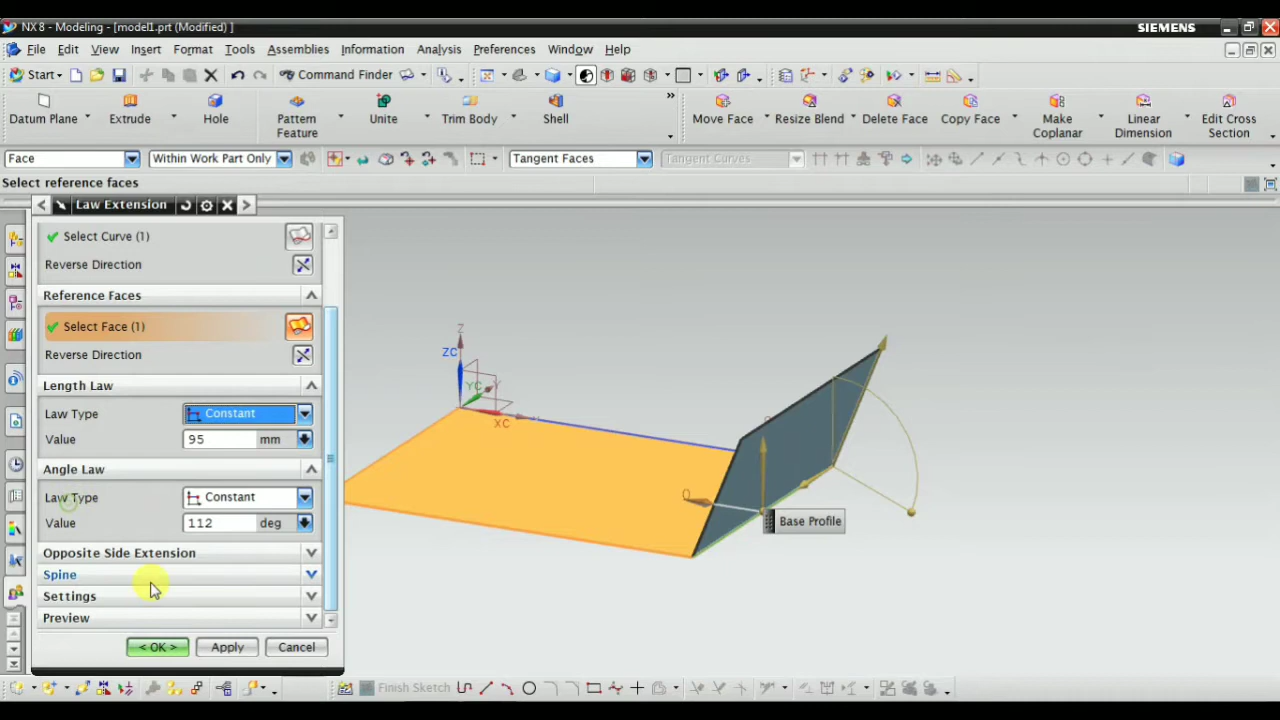 NX 8 - Modeling - [model1.prt (Modified) ]
SIEMENS
File Edit View Insert Format Tools Assemblies Information Analysis Preferences Window Help
Start Command Finder
Datum Plane Extrude Hole Pattern Feature Unite Trim Body Shell Move Face Resize Blend Delete Face Copy Face Make Coplanar Linear Dimension Edit Cross Section
Face Within Work Part Only Tangent Faces Tangent Curves
Select reference faces
Law Extension
Select Curve (1)
Reverse Direction
Reference Faces
Select Face (1)
Reverse Direction
Length Law
Law Type Constant
Value 95 mm
Angle Law
Law Type Constant
Value 112 deg
Opposite Side Extension
Spine
Settings
Preview
< OK > Apply Cancel
Z
ZC
YC
Y
XC
0
Base Profile
Finish Sketch